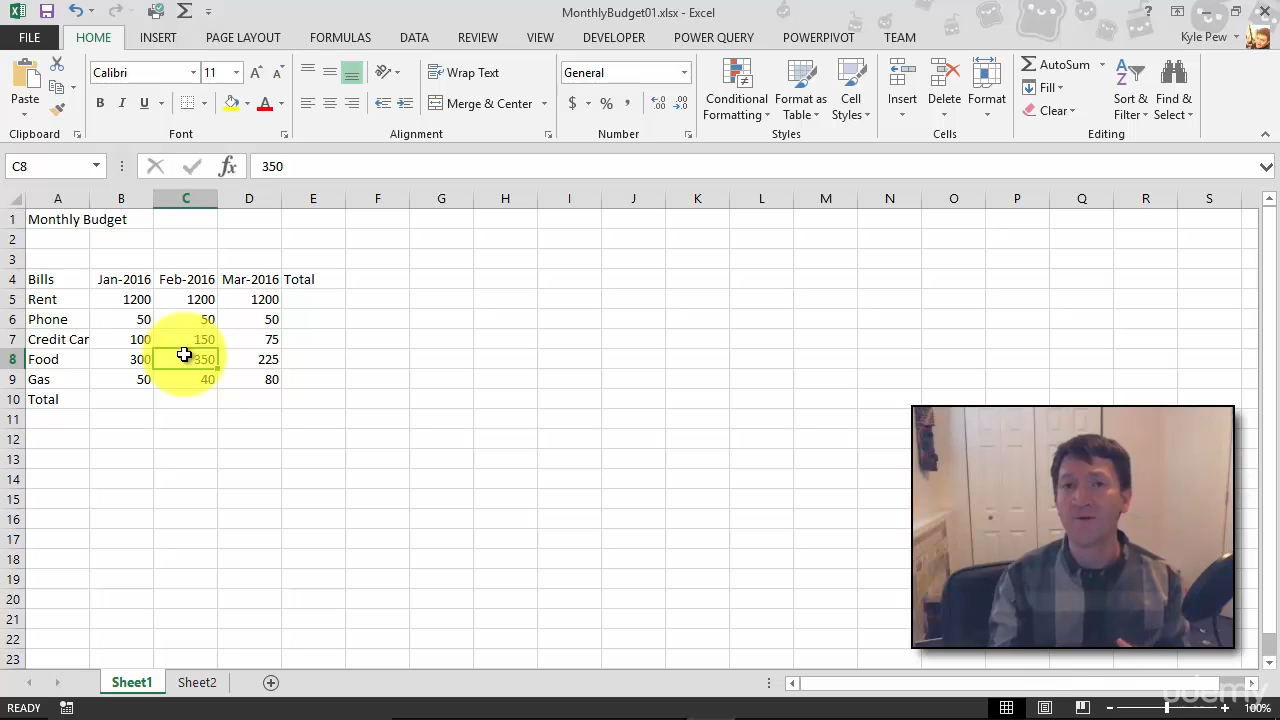 MonthlyBudget01.xlsx - Excel
FILE HOME INSERT PAGE LAYOUT FORMULAS DATA REVIEW VIEW DEVELOPER POWER QUERY POWERPIVOT TEAM Kyle Pew
Paste Calibri 11 Wrap Text General Conditional Formatting Format as Table Cell Styles Insert Delete Format AutoSum Sort & Filter Find & Select
B I U Merge & Center $ % , Fill Clear
Clipboard Font Alignment Number Styles Cells Editing
C8 fx 350
A B C D E F G H I J K L M N O P Q R S
1 Monthly Budget
2
3
4 Bills Jan-2016 Feb-2016 Mar-2016 Total
5 Rent 1200 1200 1200
6 Phone 50 50 50
7 Credit Car 100 150 75
8 Food 300 350 225
9 Gas 50 40 80
10 Total
11
12
13
14
15
16
17
18
19
20
21
22
23
Sheet1 Sheet2
udemy
READY 100%